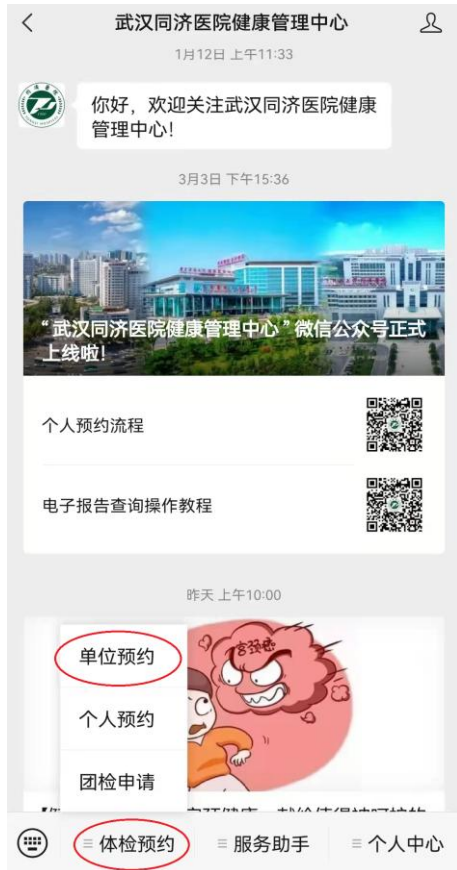 武汉同济医院健康管理中心
1月12日 上午11:33
你好，欢迎关注武汉同济医院健康
管理中心！
3月3日 下午15:36
“武汉同济医院健康管理中心”微信公众号正式
上线啦！
个人预约流程
电子报告查询操作教程
昨天 上午10:00
宫颈癌
单位预约
个人预约
团检申请
体检预约
服务助手
个人中心